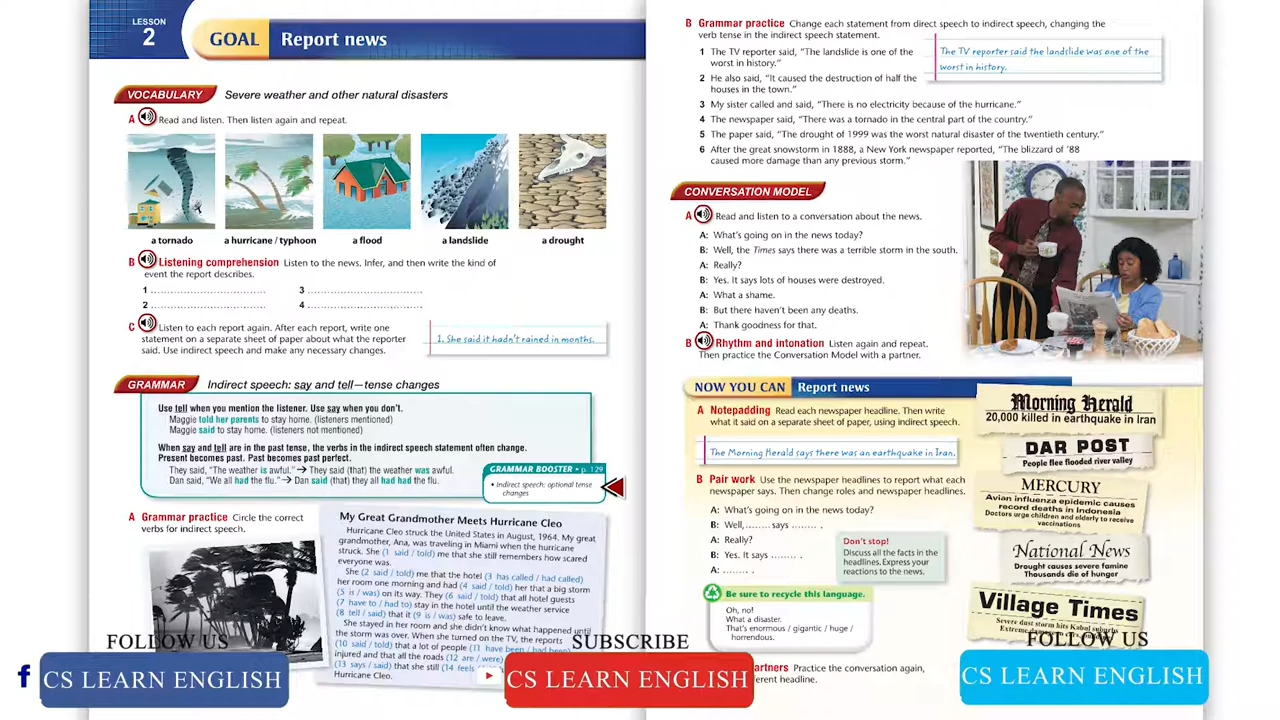 LESSON
2
GOAL Report news
VOCABULARY Severe weather and other natural disasters
A Read and listen. Then listen again and repeat.
a tornado
a hurricane / typhoon
a flood
a landslide
a drought
B Listening comprehension Listen to the news. Infer, and then write the kind of
event the report describes.
1 ........................................ 3 ........................................
2 ........................................ 4 ........................................
C Listen to each report again. After each report, write one
statement on a separate sheet of paper about what the reporter
said. Use indirect speech and make any necessary changes.
1. She said it hadn't rained in months.
GRAMMAR Indirect speech: say and tell—tense changes
Use tell when you mention the listener. Use say when you don't.
Maggie told her parents to stay home. (listeners mentioned)
Maggie said to stay home. (listeners not mentioned)
When say and tell are in the past tense, the verbs in the indirect speech statement often change.
Present becomes past. Past becomes past perfect.
They said, "The weather is awful." → They said (that) the weather was awful.
Dan said, "We all had the flu." → Dan said (that) they all had had the flu.
GRAMMAR BOOSTER • p. 129
• Indirect speech: optional tense
changes
A Grammar practice Circle the correct
verbs for indirect speech.
My Great Grandmother Meets Hurricane Cleo
Hurricane Cleo struck the United States in August, 1964. My great
grandmother, Ana, was traveling in Miami when the hurricane
struck. She (1 said / told) me that she still remembers how scared
everyone was.
She (2 said / told) me that the hotel (3 has called / had called)
her room one morning and had (4 said / told) her that a big storm
(5 is / was) on its way. They (6 said / told) that all hotel guests
(7 have to / had to) stay in the hotel until the weather service
(8 tell / said) that it (9 is / was) safe to leave.
She stayed in her room and she didn't know what happened until
the storm was over. When she turned on the TV, the reports
(10 said / told) that a lot of people (11 have been / had been)
injured and that all the roads (12 are / were)
(13 says / said) that she still (14 feels
Hurricane Cleo.
B Grammar practice Change each statement from direct speech to indirect speech, changing the
verb tense in the indirect speech statement.
1 The TV reporter said, "The landslide is one of the
worst in history."
The TV reporter said the landslide was one of the
worst in history.
2 He also said, "It caused the destruction of half the
houses in the town."
3 My sister called and said, "There is no electricity because of the hurricane."
4 The newspaper said, "There was a tornado in the central part of the country."
5 The paper said, "The drought of 1999 was the worst natural disaster of the twentieth century."
6 After the great snowstorm in 1888, a New York newspaper reported, "The blizzard of '88
caused more damage than any previous storm."
CONVERSATION MODEL
A Read and listen to a conversation about the news.
A: What's going on in the news today?
B: Well, the Times says there was a terrible storm in the south.
A: Really?
B: Yes. It says lots of houses were destroyed.
A: What a shame.
B: But there haven't been any deaths.
A: Thank goodness for that.
B Rhythm and intonation Listen again and repeat.
Then practice the Conversation Model with a partner.
NOW YOU CAN Report news
A Notepadding Read each newspaper headline. Then write
what it said on a separate sheet of paper, using indirect speech.
The Morning Herald says there was an earthquake in Iran.
B Pair work Use the newspaper headlines to report what each
newspaper says. Then change roles and newspaper headlines.
A: What's going on in the news today?
B: Well, ........ says ........ .
A: Really?
B: Yes. It says ........ .
A: ........ .
Don't stop!
Discuss all the facts in the
headlines. Express your
reactions to the news.
Be sure to recycle this language.
Oh, no!
What a disaster.
That's enormous / gigantic / huge /
horrendous.
artners Practice the conversation again,
erent headline.
Morning Herald
20,000 killed in earthquake in Iran
DAR POST
People flee flooded river valley
MERCURY
Avian influenza epidemic causes
record deaths in Indonesia
Doctors urge children and elderly to receive
vaccinations
National News
Drought causes severe famine
Thousands die of hunger
Village Times
Severe dust storm hits Kabul suburbs
FOLLOW US
f CS LEARN ENGLISH
SUBSCRIBE
CS LEARN ENGLISH
FOLLOW US
CS LEARN ENGLISH